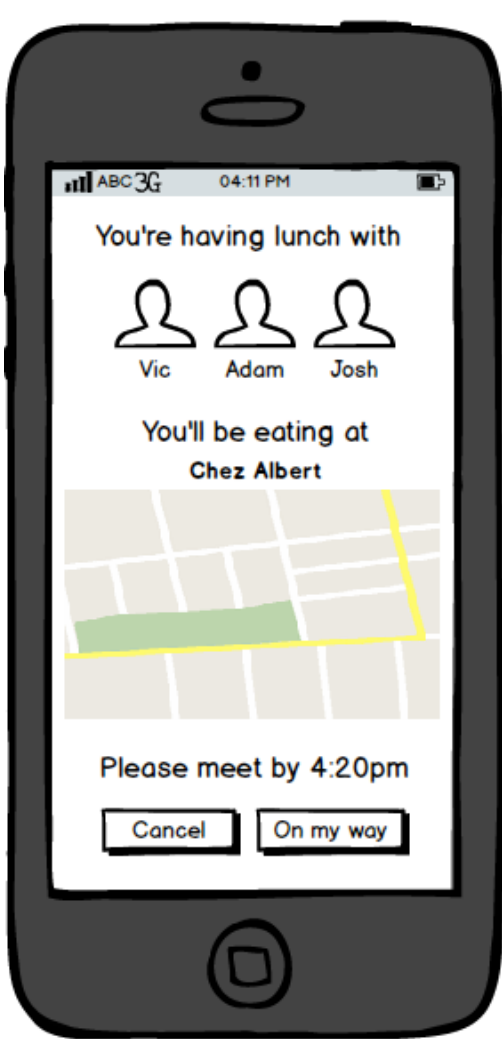 ABC 3G 04:11 PM
You're having lunch with
Vic Adam Josh
You'll be eating at
Chez Albert
Please meet by 4:20pm
Cancel On my way